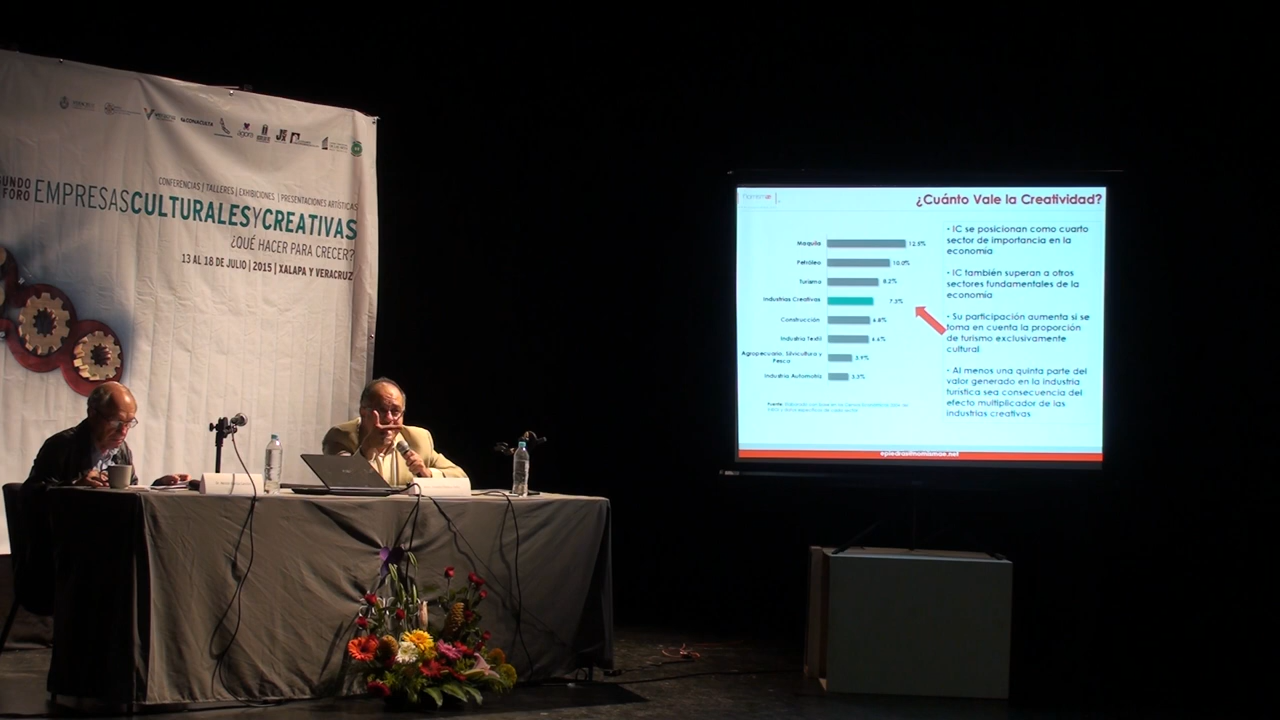 CONACULTA
agora
CONFERENCIAS | TALLERES | EXHIBICIONES | PRESENTACIONES ARTÍSTICAS
FORO
EMPRESASCULTURALESYCREATIVAS
¿QUÉ HACER PARA CRECER?
13 AL 18 DE JULIO | 2015 | XALAPA Y VERACRUZ
¿Cuánto Vale la Creatividad?
Maquila 12.5%
Petróleo 10.0%
Turismo 8.2%
Industrias Creativas 7.3%
Construcción 6.8%
Industria Textil 6.6%
Agropecuario, Silvicultura y
Pesca 3.9%
Industria Automotriz 3.3%
• IC se posicionan como cuarto
sector de importancia en la
economía
• IC también superan a otros
sectores fundamentales de la
economía
• Su participación aumenta si se
toma en cuenta la proporción
de turismo exclusivamente
cultural
• Al menos una quinta parte del
valor generado en la industria
turística sea consecuencia del
efecto multiplicador de las
industrias creativas